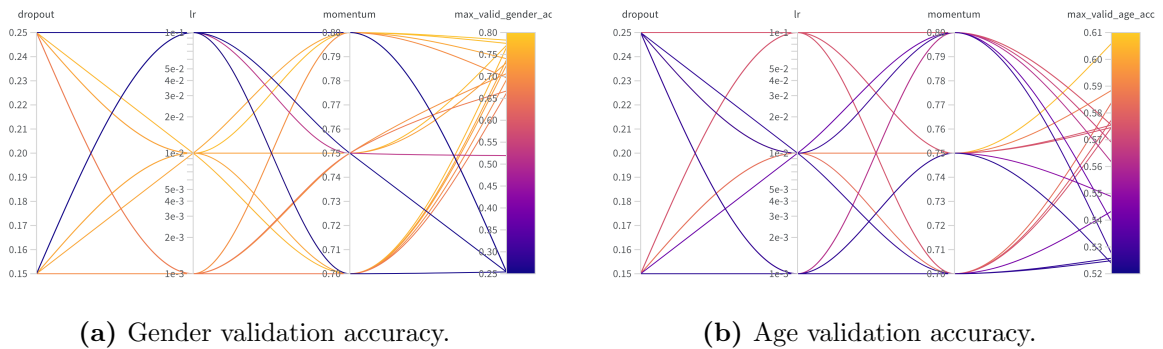 dropout
0.25
0.24
0.23
0.22
0.21
0.20
0.19
0.18
0.17
0.16
0.15
lr
1e-1
5e-2
4e-2
3e-2
2e-2
1e-2
5e-3
4e-3
3e-3
2e-3
1e-3
momentum
0.80
0.79
0.78
0.77
0.76
0.75
0.74
0.73
0.72
0.71
0.70
max_valid_gender_ac
0.80
0.75
0.70
0.65
0.60
0.55
0.50
0.45
0.40
0.35
0.30
0.25
(a) Gender validation accuracy.
dropout
0.25
0.24
0.23
0.22
0.21
0.20
0.19
0.18
0.17
0.16
0.15
lr
1e-1
5e-2
4e-2
3e-2
2e-2
1e-2
5e-3
4e-3
3e-3
2e-3
1e-3
momentum
0.80
0.79
0.78
0.77
0.76
0.75
0.74
0.73
0.72
0.71
0.70
max_valid_age_acc
0.61
0.60
0.59
0.58
0.57
0.56
0.55
0.54
0.53
0.52
(b) Age validation accuracy.